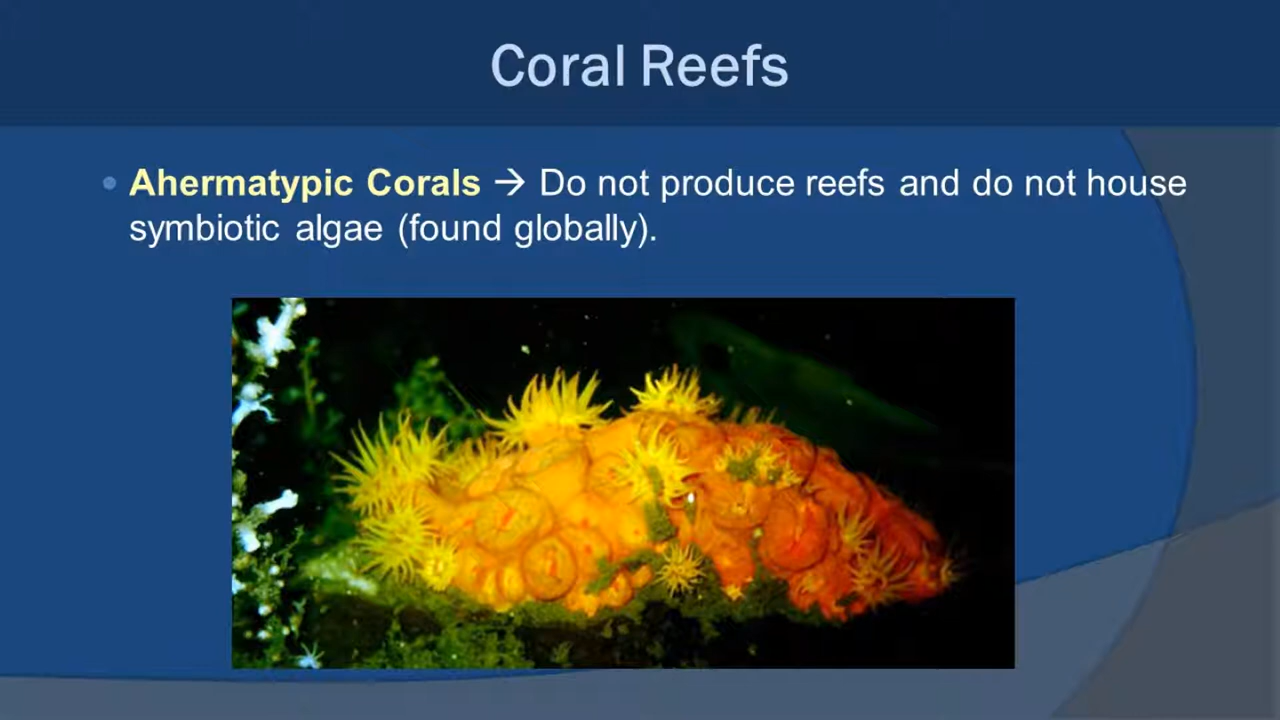 Coral Reefs
Ahermatypic Corals → Do not produce reefs and do not house
symbiotic algae (found globally).